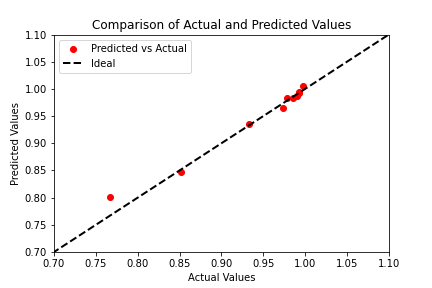 Comparison of Actual and Predicted Values
1.10
1.05
1.00
0.95
0.90
0.85
0.80
0.75
0.70
Predicted Values
Predicted vs Actual
Ideal
0.70 0.75 0.80 0.85 0.90 0.95 1.00 1.05 1.10
Actual Values